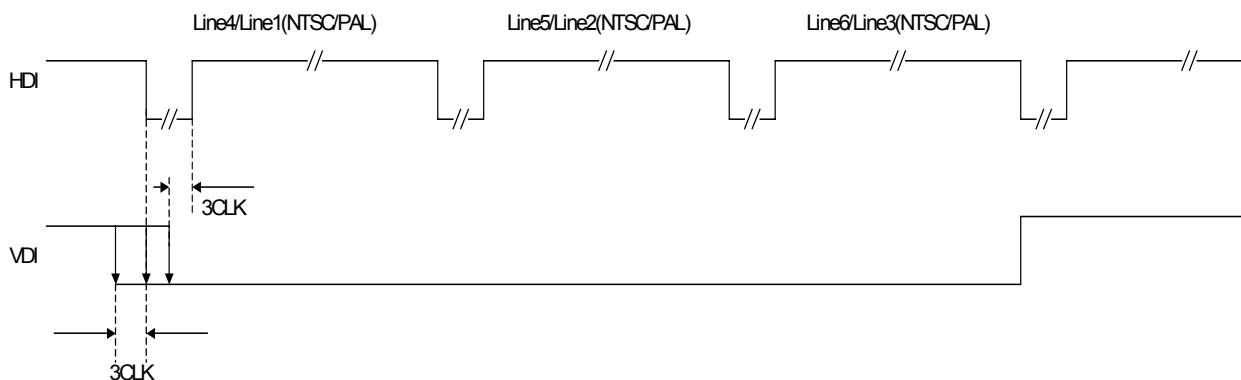 Line4/Line1(NTSC/PAL)
Line5/Line2(NTSC/PAL)
Line6/Line3(NTSC/PAL)
HDI
3CLK
VDI
3CLK